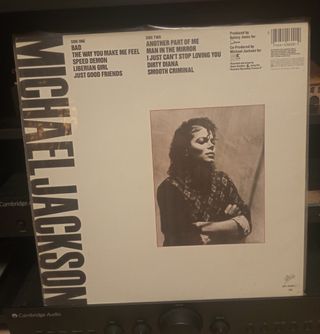 MICHAEL JACKSON
SIDE ONE
BAD
THE WAY YOU MAKE ME FEEL
SPEED DEMON
LIBERIAN GIRL
JUST GOOD FRIENDS
SIDE TWO
ANOTHER PART OF ME
MAN IN THE MIRROR
I JUST CAN'T STOP LOVING YOU
DIRTY DIANA
SMOOTH CRIMINAL
Produced by
Quincy Jones for
Co-Produced by
Michael Jackson for
Cambridge
Cambridge Audio